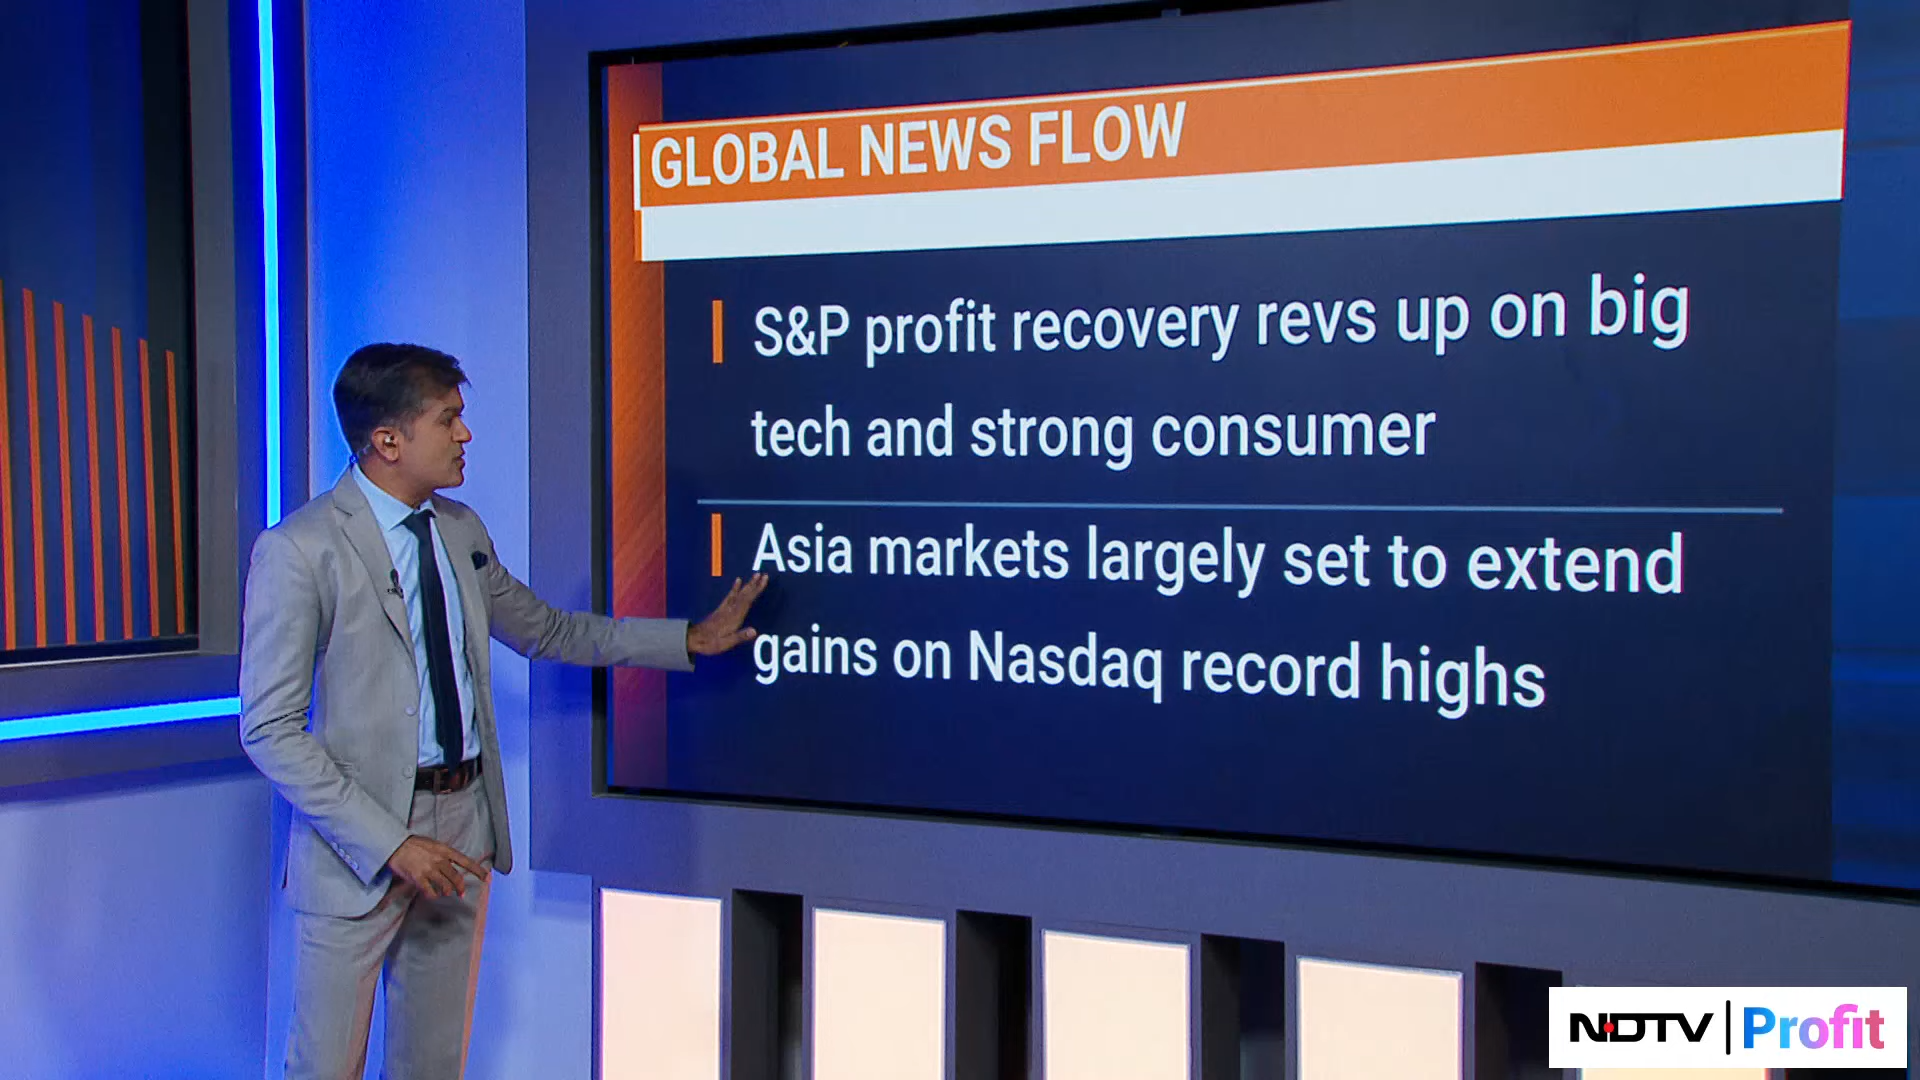 GLOBAL NEWS FLOW
S&P profit recovery revs up on big
tech and strong consumer
Asia markets largely set to extend
gains on Nasdaq record highs
NDTV Profit